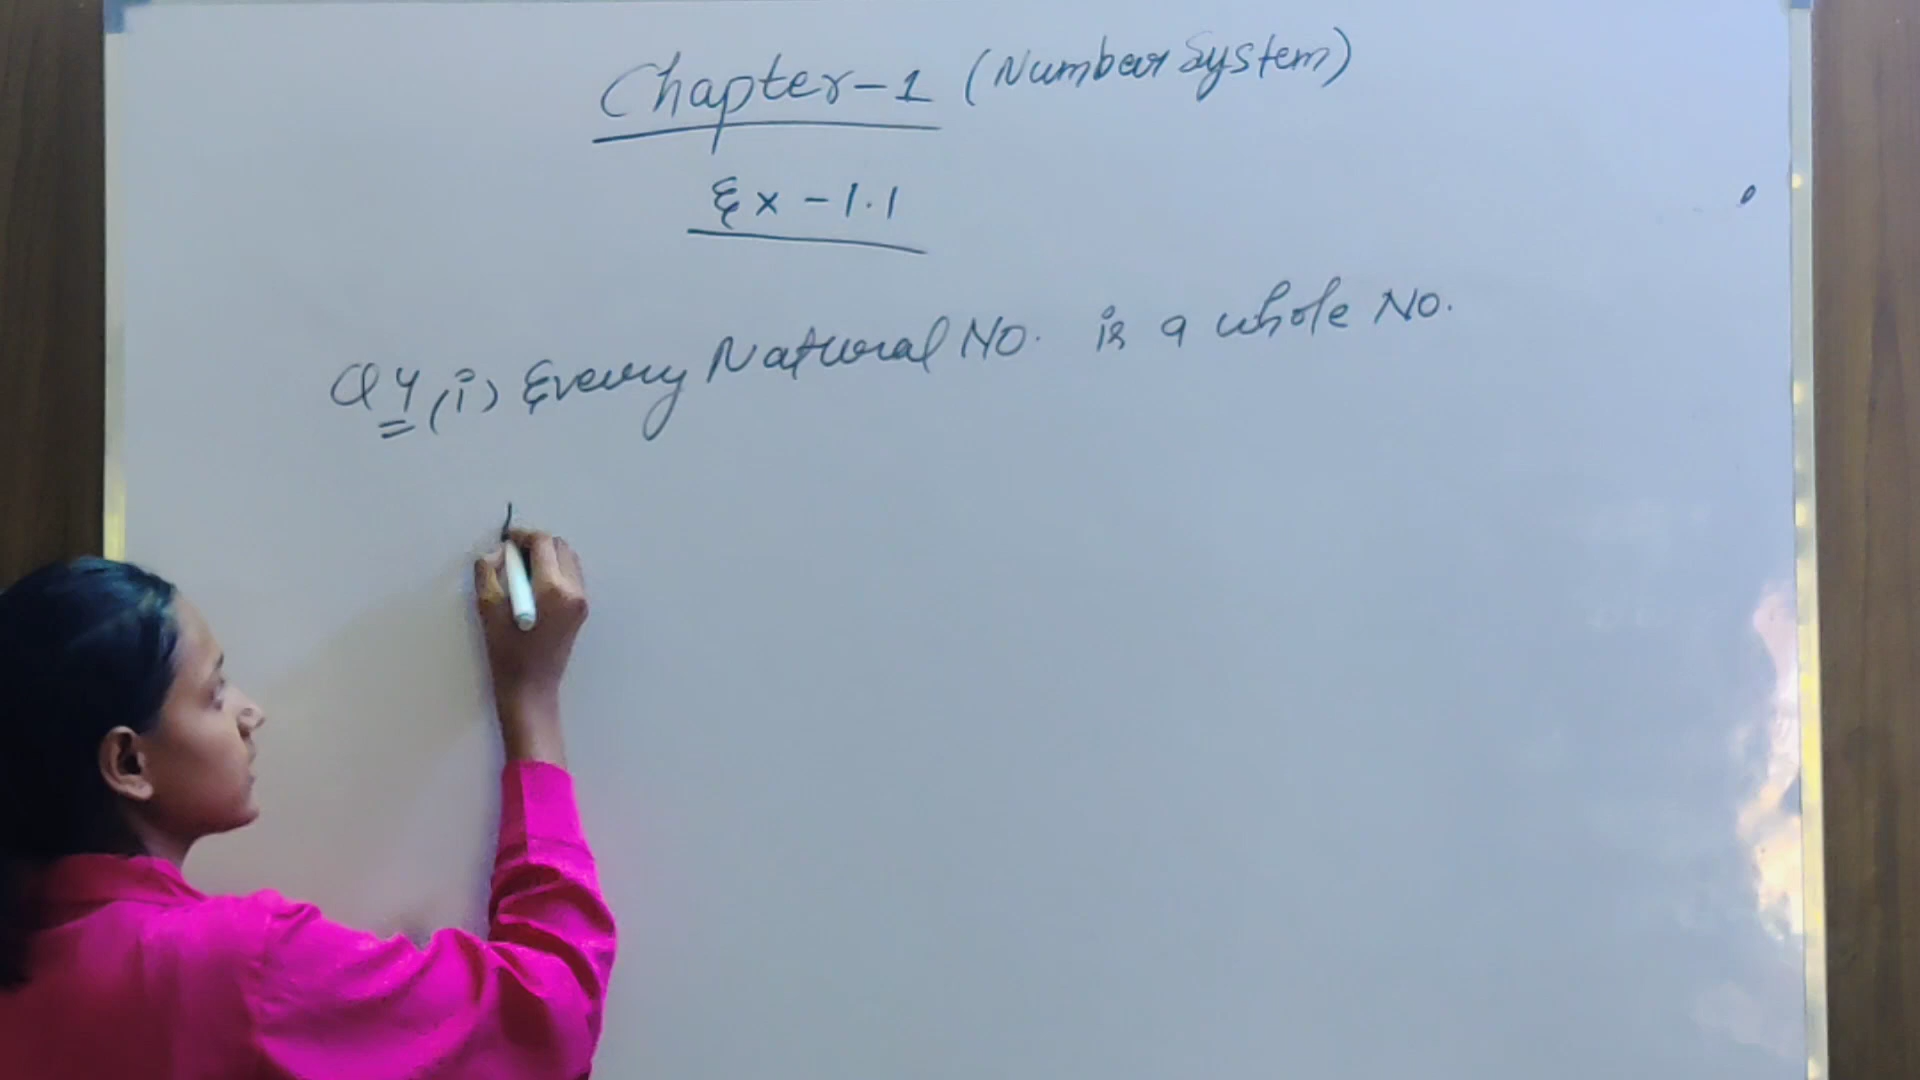 Chapter-1 (Number System)
Ex-1.1
Q4 (i) Every Natural No. is a whole No.